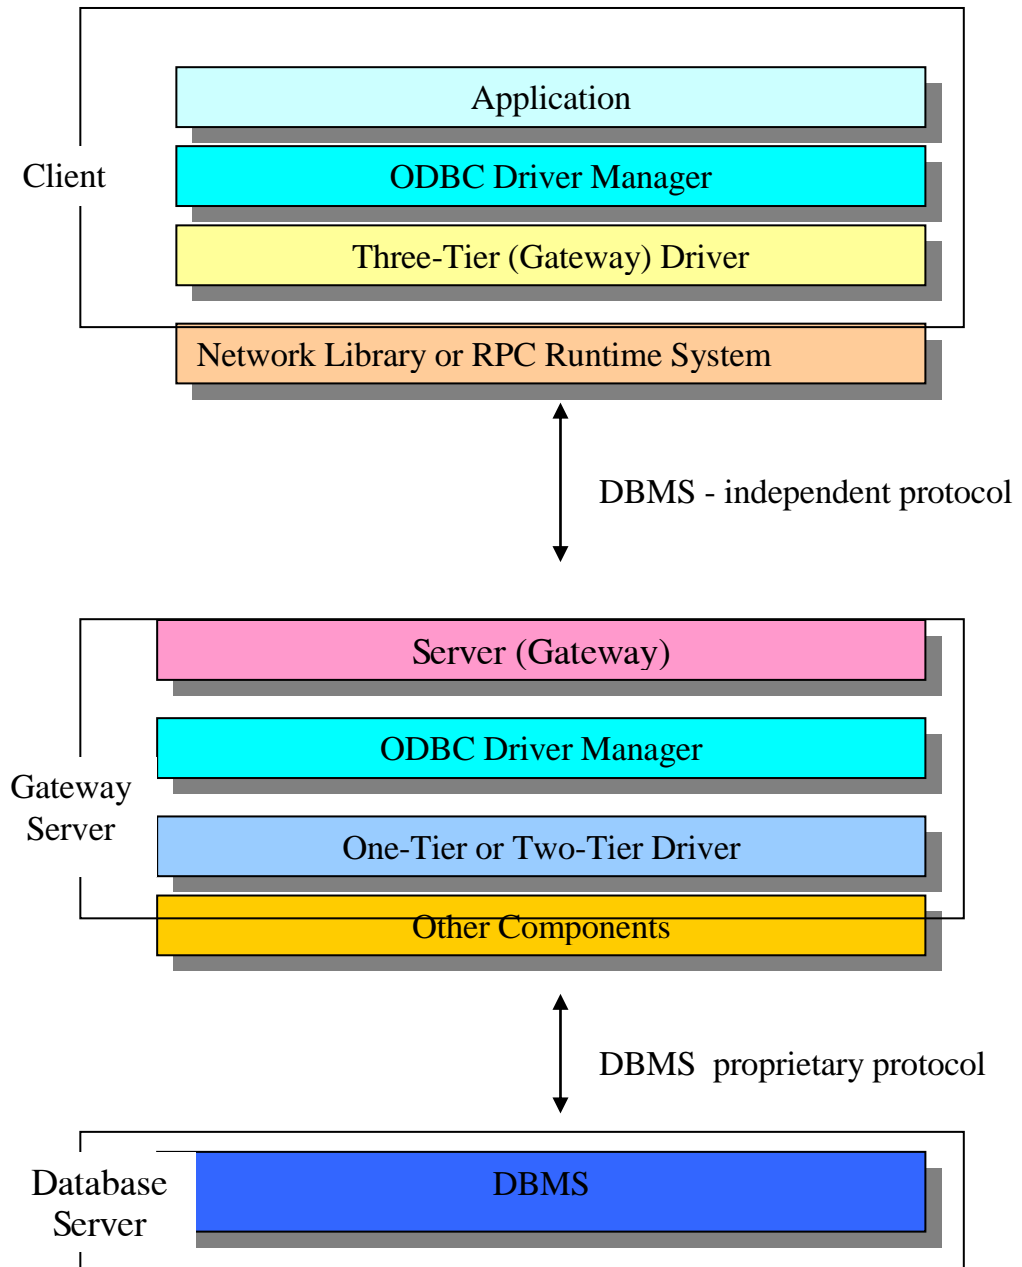 Application
Client
ODBC Driver Manager
Three-Tier (Gateway) Driver
Network Library or RPC Runtime System
DBMS - independent protocol
Server (Gateway)
ODBC Driver Manager
Gateway
Server
One-Tier or Two-Tier Driver
Other Components
DBMS  proprietary protocol
Database
Server
DBMS